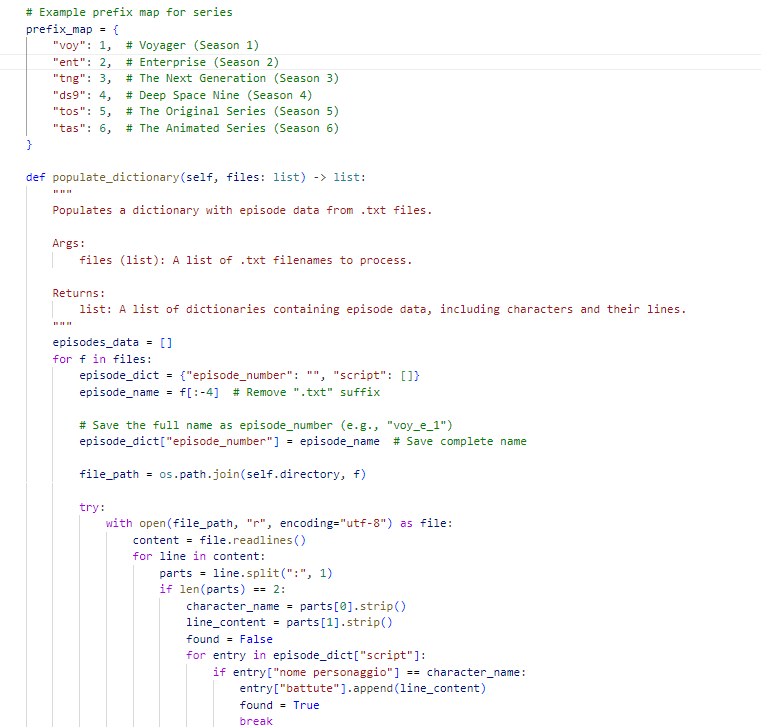 # Example prefix map for series
prefix_map = {
"voy": 1,  # Voyager (Season 1)
"ent": 2,  # Enterprise (Season 2)
"tng": 3,  # The Next Generation (Season 3)
"ds9": 4,  # Deep Space Nine (Season 4)
"tos": 5,  # The Original Series (Season 5)
"tas": 6,  # The Animated Series (Season 6)
}
def populate_dictionary(self, files: list) -> list:
"""
Populates a dictionary with episode data from .txt files.
Args:
files (list): A list of .txt filenames to process.
Returns:
list: A list of dictionaries containing episode data, including characters and their lines.
"""
episodes_data = []
for f in files:
episode_dict = {"episode_number": "", "script": []}
episode_name = f[:-4]  # Remove ".txt" suffix
# Save the full name as episode_number (e.g., "voy_e_1")
episode_dict["episode_number"] = episode_name  # Save complete name
file_path = os.path.join(self.directory, f)
try:
with open(file_path, "r", encoding="utf-8") as file:
content = file.readlines()
for line in content:
parts = line.split(":", 1)
if len(parts) == 2:
character_name = parts[0].strip()
line_content = parts[1].strip()
found = False
for entry in episode_dict["script"]:
if entry["nome personaggio"] == character_name:
entry["battute"].append(line_content)
found = True
break